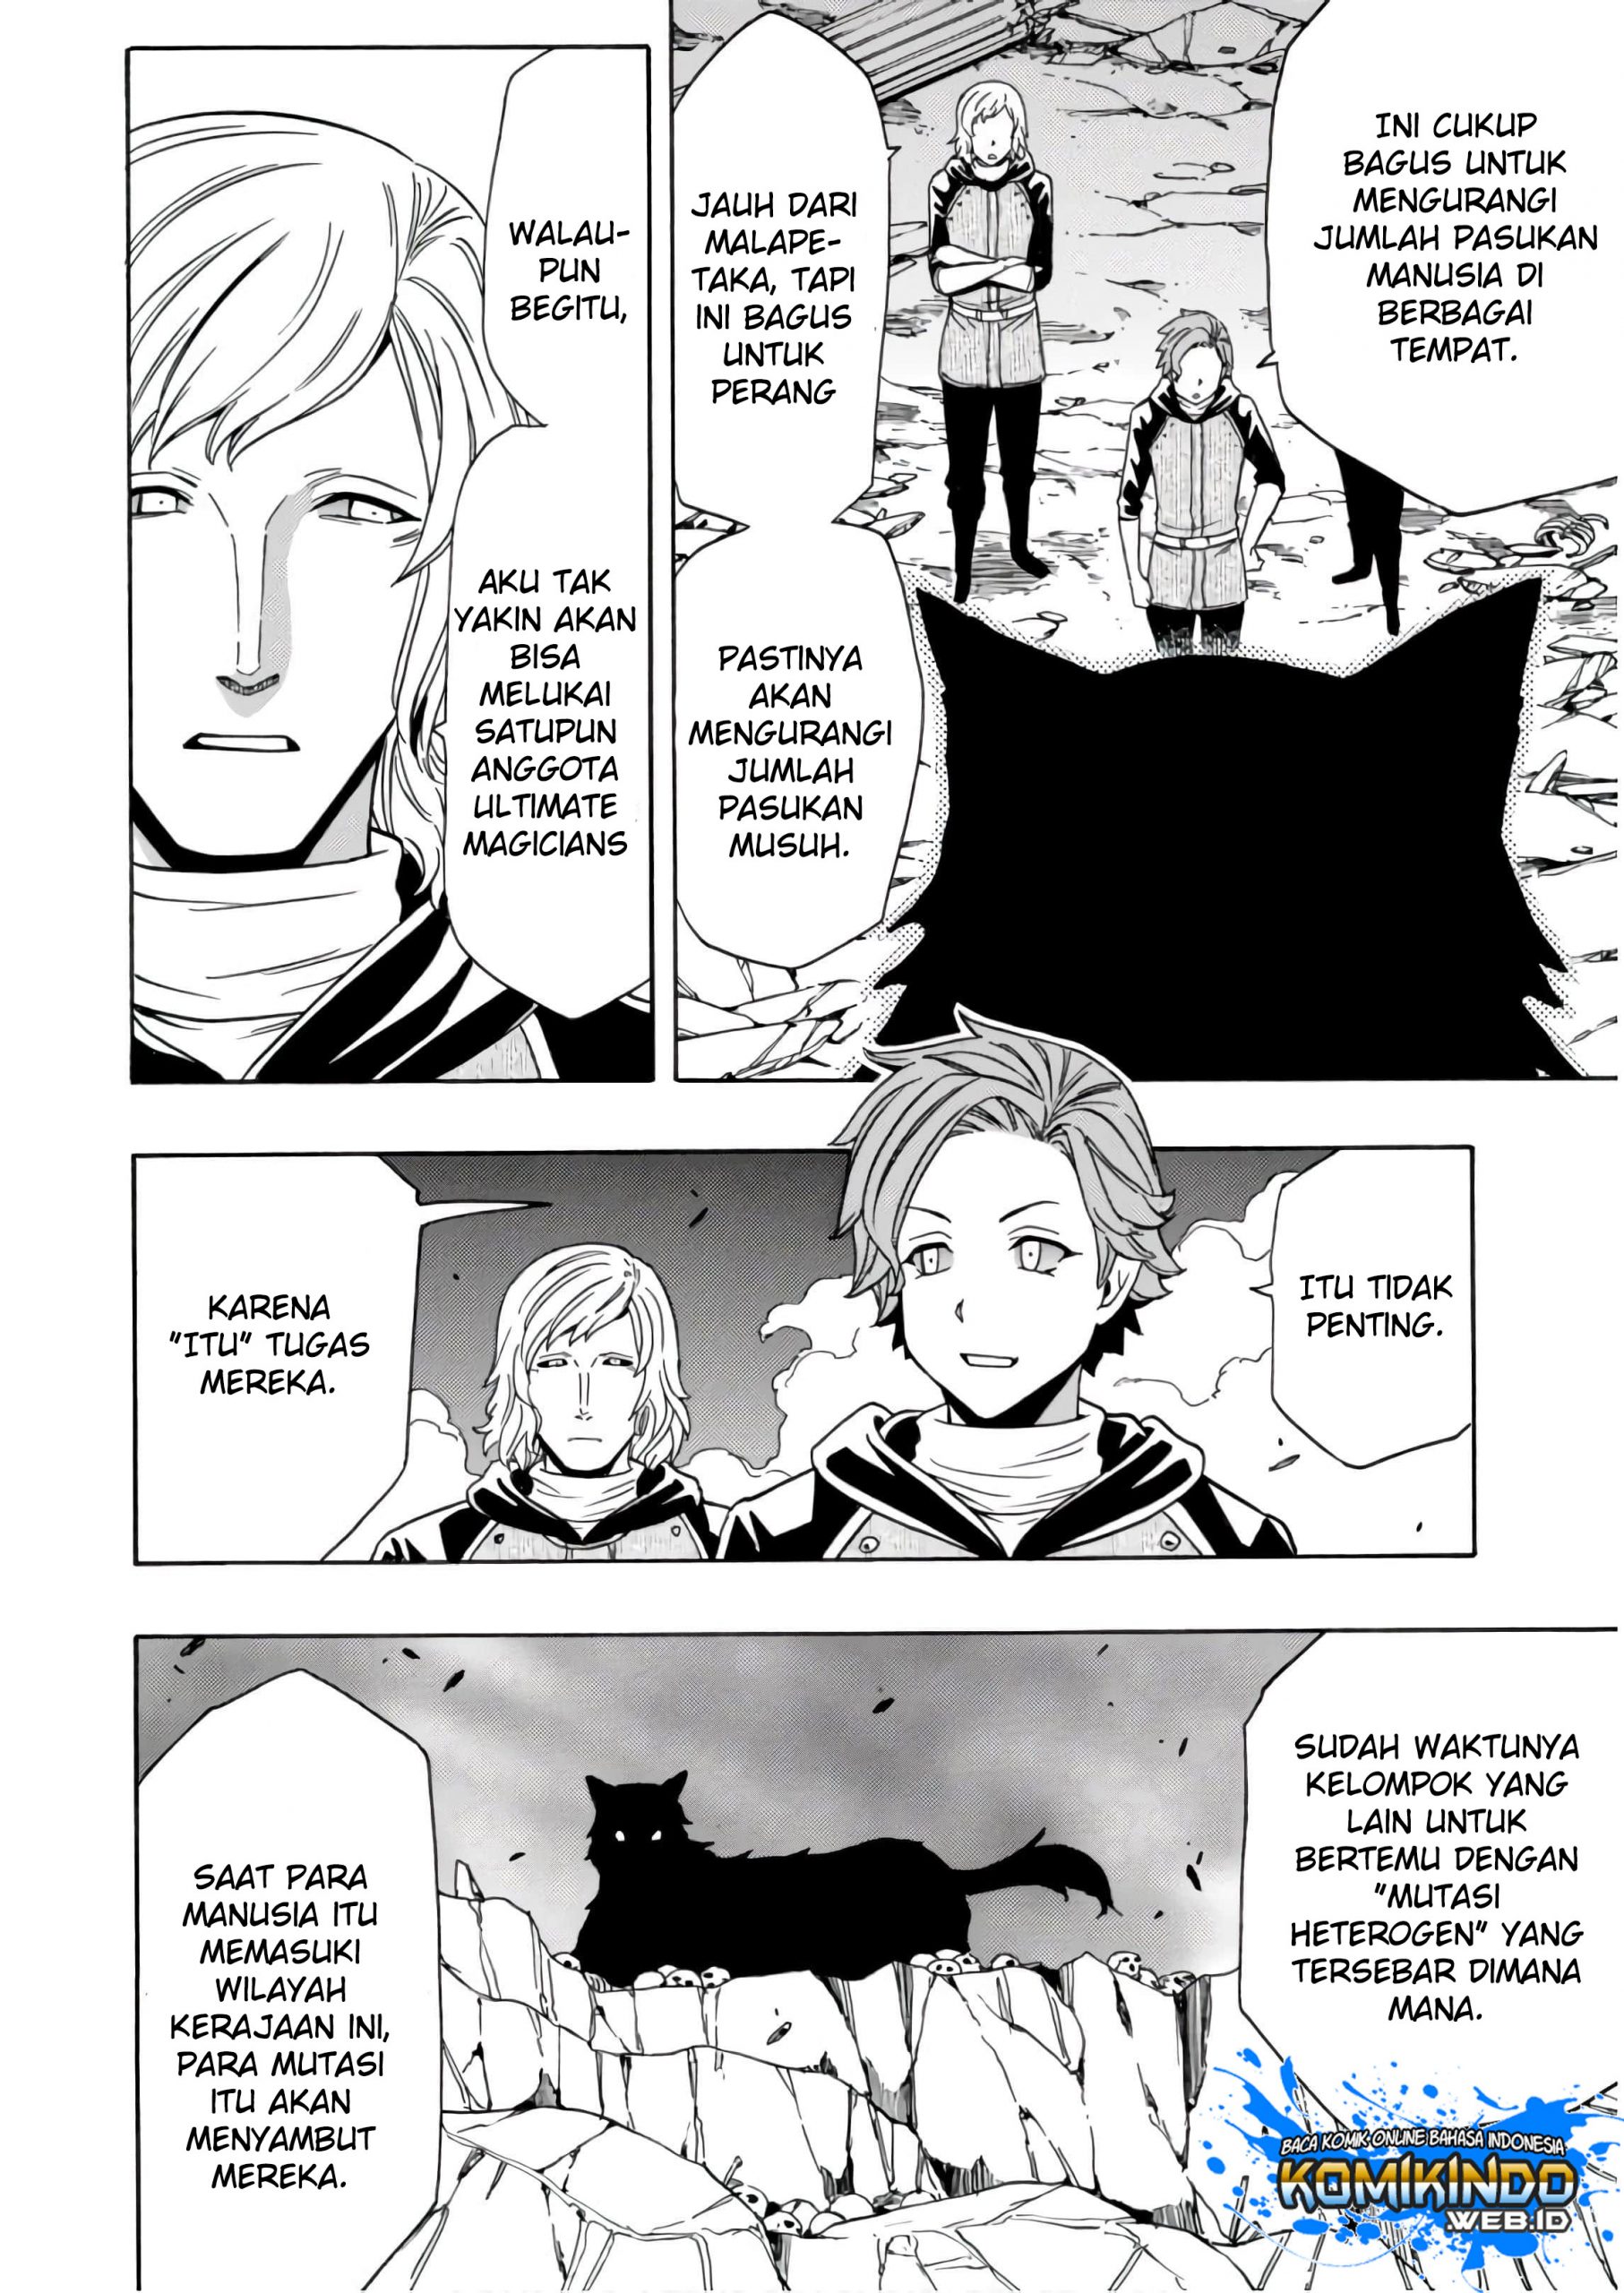 INI CUKUP
BAGUS UNTUK
MENGURANGI
JUMLAH PASUKAN
MANUSIA DI
BERBAGAI
TEMPAT.
JAUH DARI
MALAPE-
TAKA, TAPI
INI BAGUS
UNTUK
PERANG
PASTINYA
AKAN
MENGURANGI
JUMLAH
PASUKAN
MUSUH.
WALAU-
PUN
BEGITU,
AKU TAK
YAKIN AKAN
BISA
MELUKAI
SATUPUN
ANGGOTA
ULTIMATE
MAGICIANS
ITU TIDAK
PENTING.
KARENA
"ITU" TUGAS
MEREKA.
SUDAH WAKTUNYA
KELOMPOK YANG
LAIN UNTUK
BERTEMU DENGAN
"MUTASI
HETEROGEN" YANG
TERSEBAR DIMANA
MANA.
SAAT PARA
MANUSIA ITU
MEMASUKI
WILAYAH
KERAJAAN INI,
PARA MUTASI
ITU AKAN
MENYAMBUT
MEREKA.
BACA KOMIK ONLINE BAHASA INDONESIA
KOMIKINDO
.WEB.ID